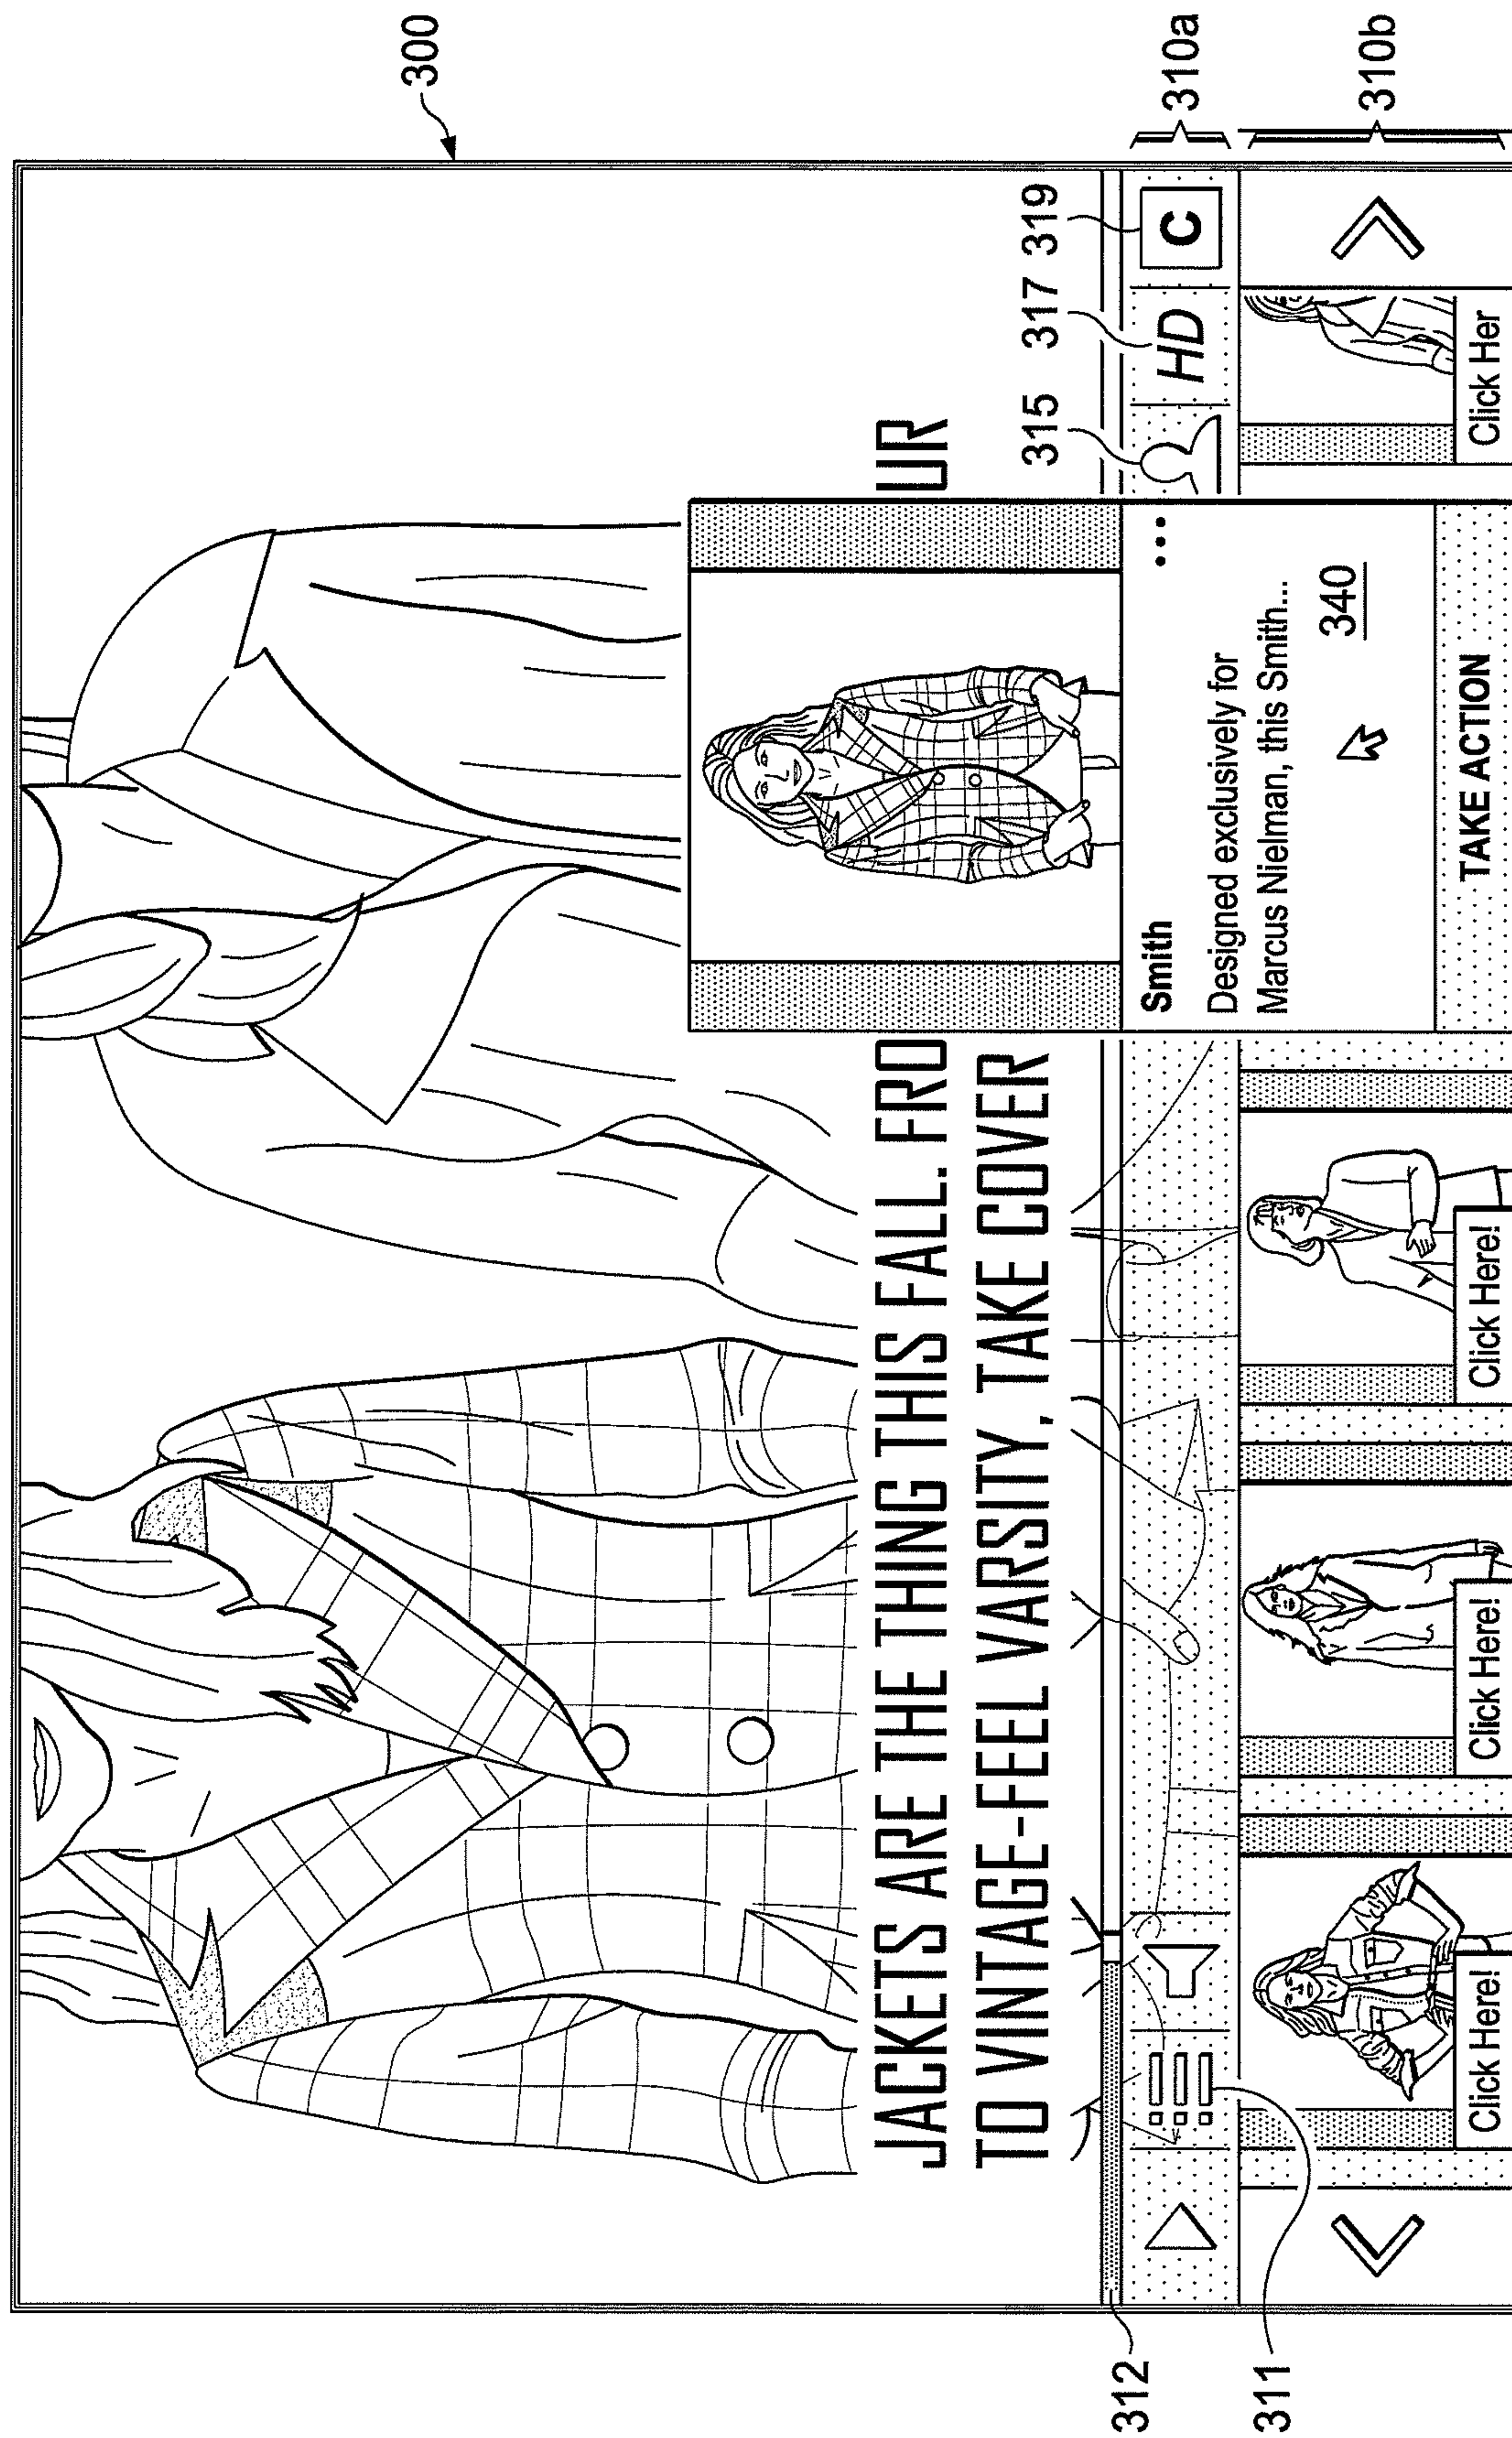 300
JACKETS ARE THE THING THIS FALL. FRO
UR
TO VINTAGE-FEEL VARSITY, TAKE COVER
315
317
319
312
HD
C
310a
Smith
...
Designed exclusively for
Marcus Nielman, this Smith...
340
TAKE ACTION
311
310b
Click Here!
Click Here!
Click Here!
Click Her